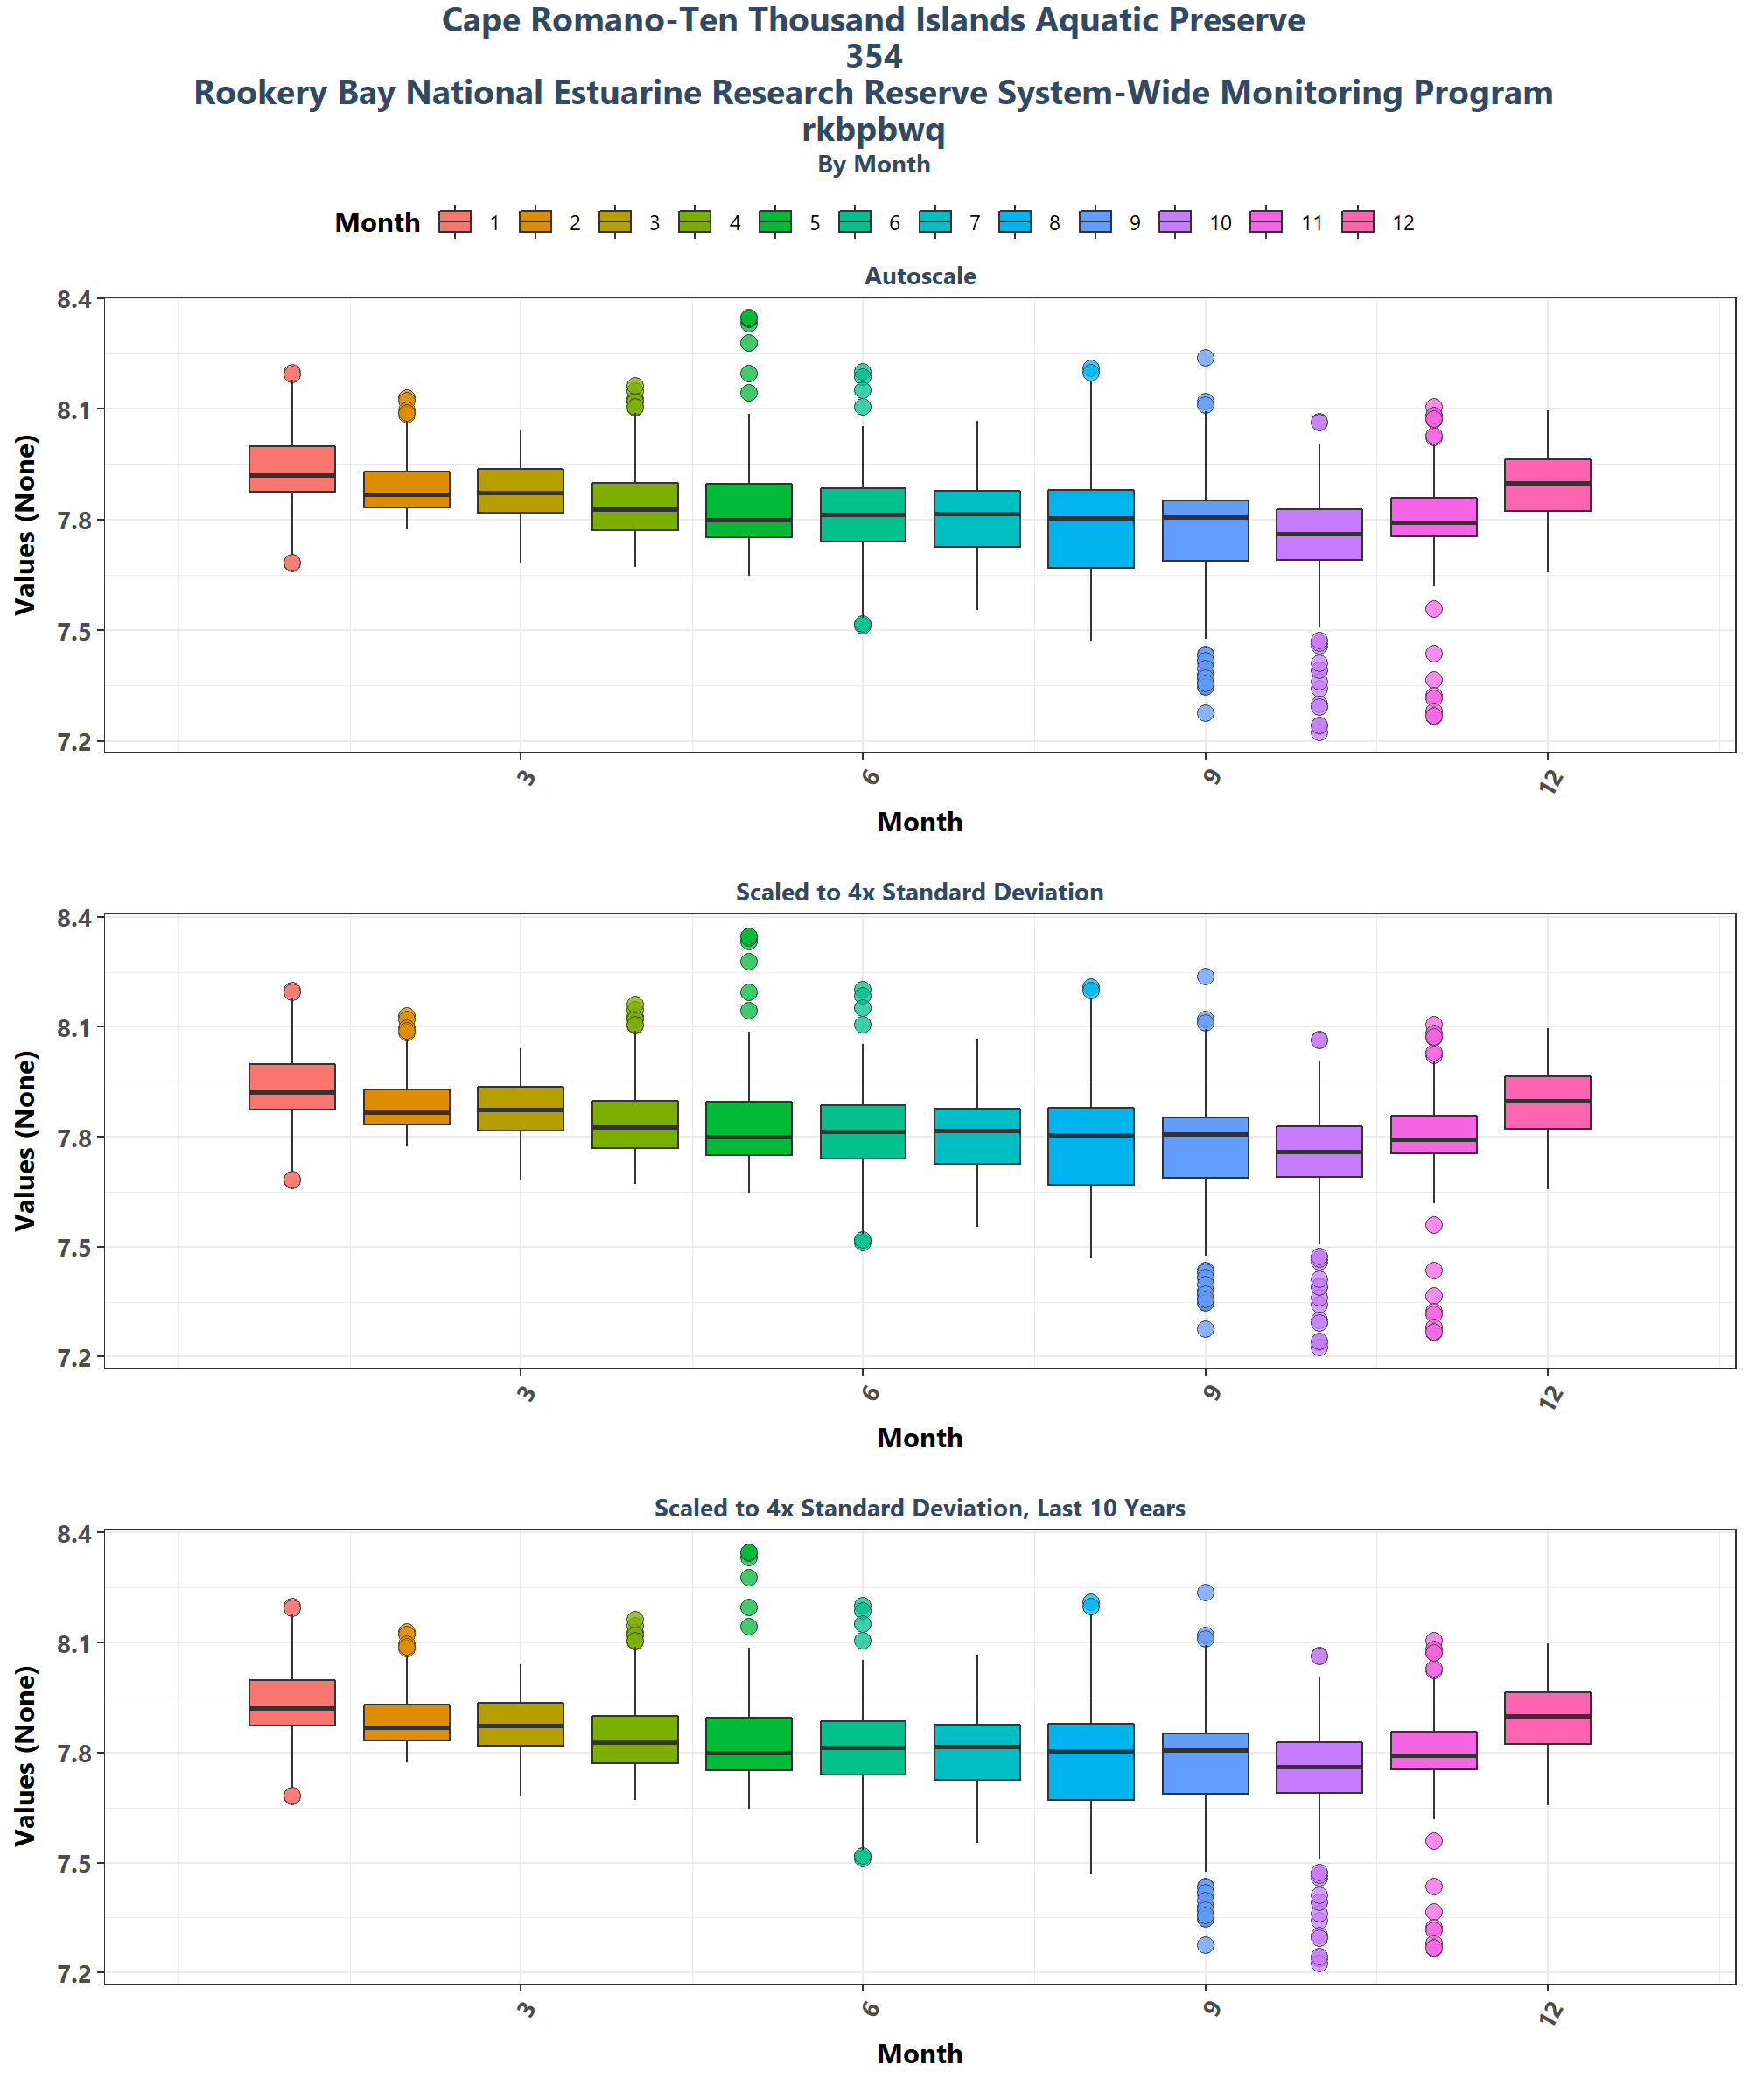 Cape Romano-Ten Thousand Islands Aquatic Preserve
354
Rookery Bay National Estuarine Research Reserve System-Wide Monitoring Program
rkbpbwq
By Month
Month 1 2 3 4 5 6 7 8 9 10 11 12
Autoscale
Values (None)
8.4
8.1
7.8
7.5
7.2
3 6 9 12
Month
Scaled to 4x Standard Deviation
Values (None)
8.4
8.1
7.8
7.5
7.2
3 6 9 12
Month
Scaled to 4x Standard Deviation, Last 10 Years
Values (None)
8.4
8.1
7.8
7.5
7.2
3 6 9 12
Month